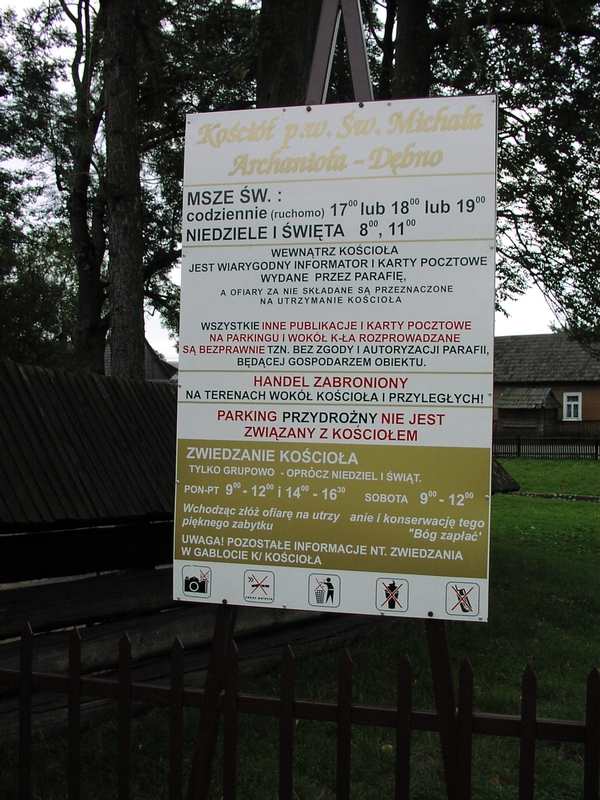 Kościół p.w. Św. Michała
Archanioła - Dębno
MSZE ŚW. :
codziennie (ruchomo) 17⁰⁰ lub 18⁰⁰ lub 19⁰⁰
NIEDZIELE I ŚWIĘTA 8⁰⁰, 11⁰⁰
WEWNĄTRZ KOŚCIOŁA
JEST WIARYGODNY INFORMATOR I KARTY POCZTOWE
WYDANE PRZEZ PARAFIĘ,
A OFIARY ZA NIE SKŁADANE SĄ PRZEZNACZONE
NA UTRZYMANIE KOŚCIOŁA
WSZYSTKIE INNE PUBLIKACJE I KARTY POCZTOWE
NA PARKINGU I WOKÓŁ K-ŁA ROZPROWADZANE
SĄ BEZPRAWNIE TZN. BEZ ZGODY I AUTORYZACJI PARAFII,
BĘDĄCEJ GOSPODARZEM OBIEKTU.
HANDEL ZABRONIONY
NA TERENACH WOKÓŁ KOŚCIOŁA I PRZYLEGŁYCH!
PARKING PRZYDROŻNY NIE JEST
ZWIĄZANY Z KOŚCIOŁEM
ZWIEDZANIE KOŚCIOŁA
TYLKO GRUPOWO - OPRÓCZ NIEDZIEL I ŚWIĄT.
PON-PT 9⁰⁰ - 12⁰⁰ i 14⁰⁰ - 16³⁰ SOBOTA 9⁰⁰ - 12⁰⁰
Wchodząc złóż ofiarę na utrzy anie i konserwację tego
pięknego zabytku "Bóg zapłać'
UWAGA! POZOSTAŁE INFORMACJE NT. ZWIEDZANIA
W GABLOCIE K/ KOŚCIOŁA
zakaz palenia